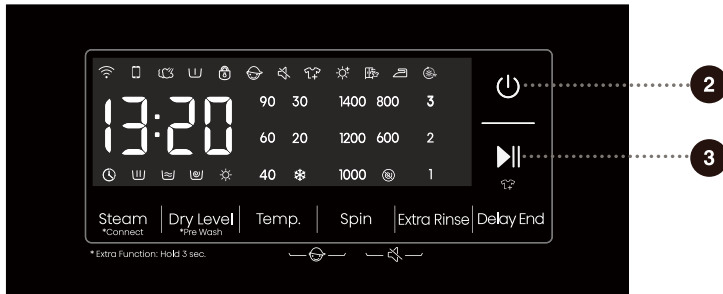 90 30 1400 800 3
2
13:20
60 20 1200 600 2
3
40 1000 1
Steam Dry Level Temp. Spin Extra Rinse Delay End
*Connect *Pre Wash
* Extra Function: Hold 3 sec.